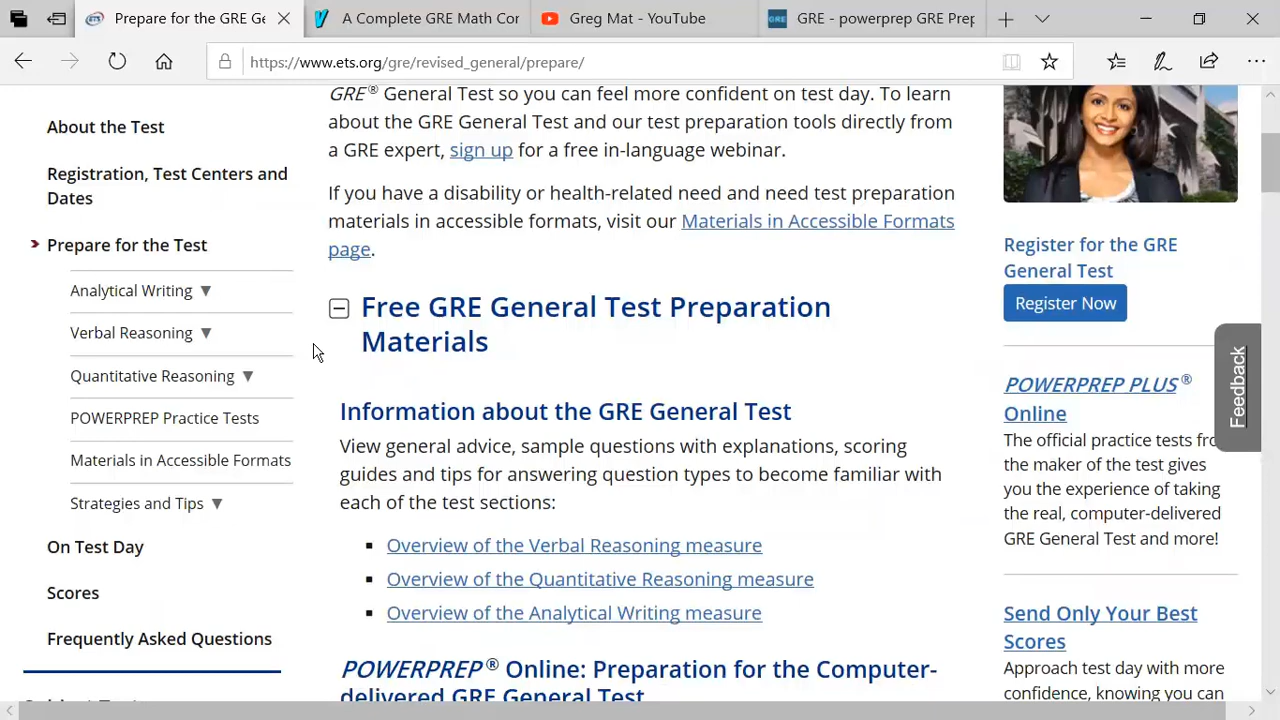 Prepare for the GRE Ge
A Complete GRE Math Cor
Greg Mat - YouTube
GRE - powerprep GRE Prep
https://www.ets.org/gre/revised_general/prepare/
About the Test
Registration, Test Centers and
Dates
Prepare for the Test
Analytical Writing ▼
Verbal Reasoning ▼
Quantitative Reasoning ▼
POWERPREP Practice Tests
Materials in Accessible Formats
Strategies and Tips ▼
On Test Day
Scores
Frequently Asked Questions
GRE® General Test so you can feel more confident on test day. To learn
about the GRE General Test and our test preparation tools directly from
a GRE expert, sign up for a free in-language webinar.
If you have a disability or health-related need and need test preparation
materials in accessible formats, visit our Materials in Accessible Formats
page.
Free GRE General Test Preparation
Materials
Information about the GRE General Test
View general advice, sample questions with explanations, scoring
guides and tips for answering question types to become familiar with
each of the test sections:
Overview of the Verbal Reasoning measure
Overview of the Quantitative Reasoning measure
Overview of the Analytical Writing measure
POWERPREP® Online: Preparation for the Computer-
delivered GRE General Test
Register for the GRE
General Test
Register Now
POWERPREP PLUS®
Online
The official practice tests fro
the maker of the test gives
you the experience of taking
the real, computer-delivered
GRE General Test and more!
Send Only Your Best
Scores
Approach test day with more
confidence, knowing you can
Feedback